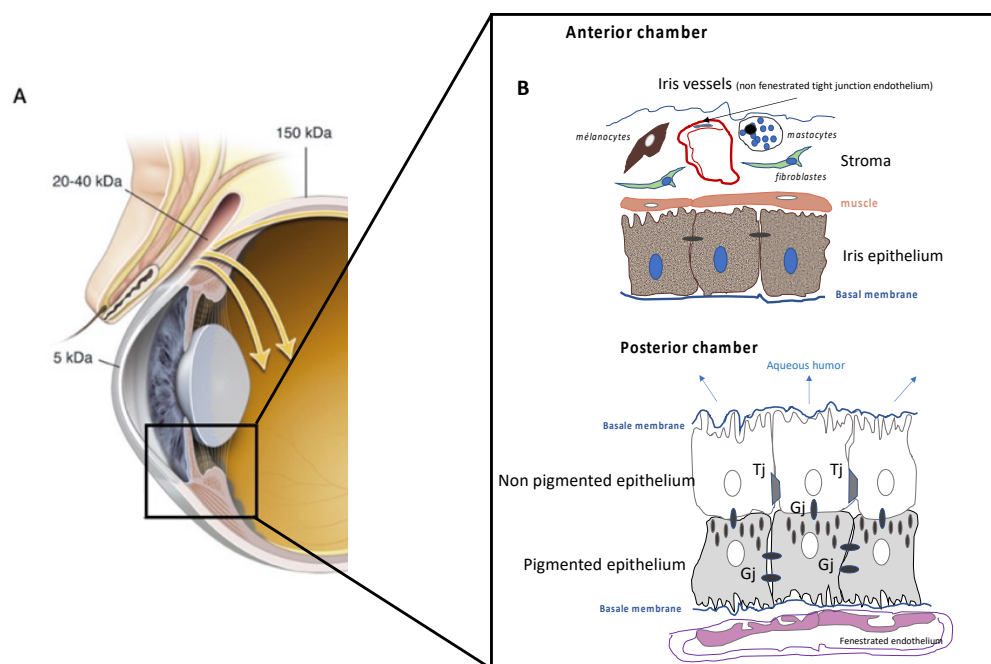 A
150 kDa
20-40 kDa
5 kDa
Anterior chamber
B
Iris vessels (non fenestrated tight junction endothelium)
mélanocytes
mastocytes
Stroma
fibroblastes
muscle
Iris epithelium
Basal membrane
Posterior chamber
Aqueous humor
Basale membrane
Tj
Tj
Non pigmented epithelium
Gj
Pigmented epithelium
Gj
Gj
Basale membrane
Fenestrated endothelium